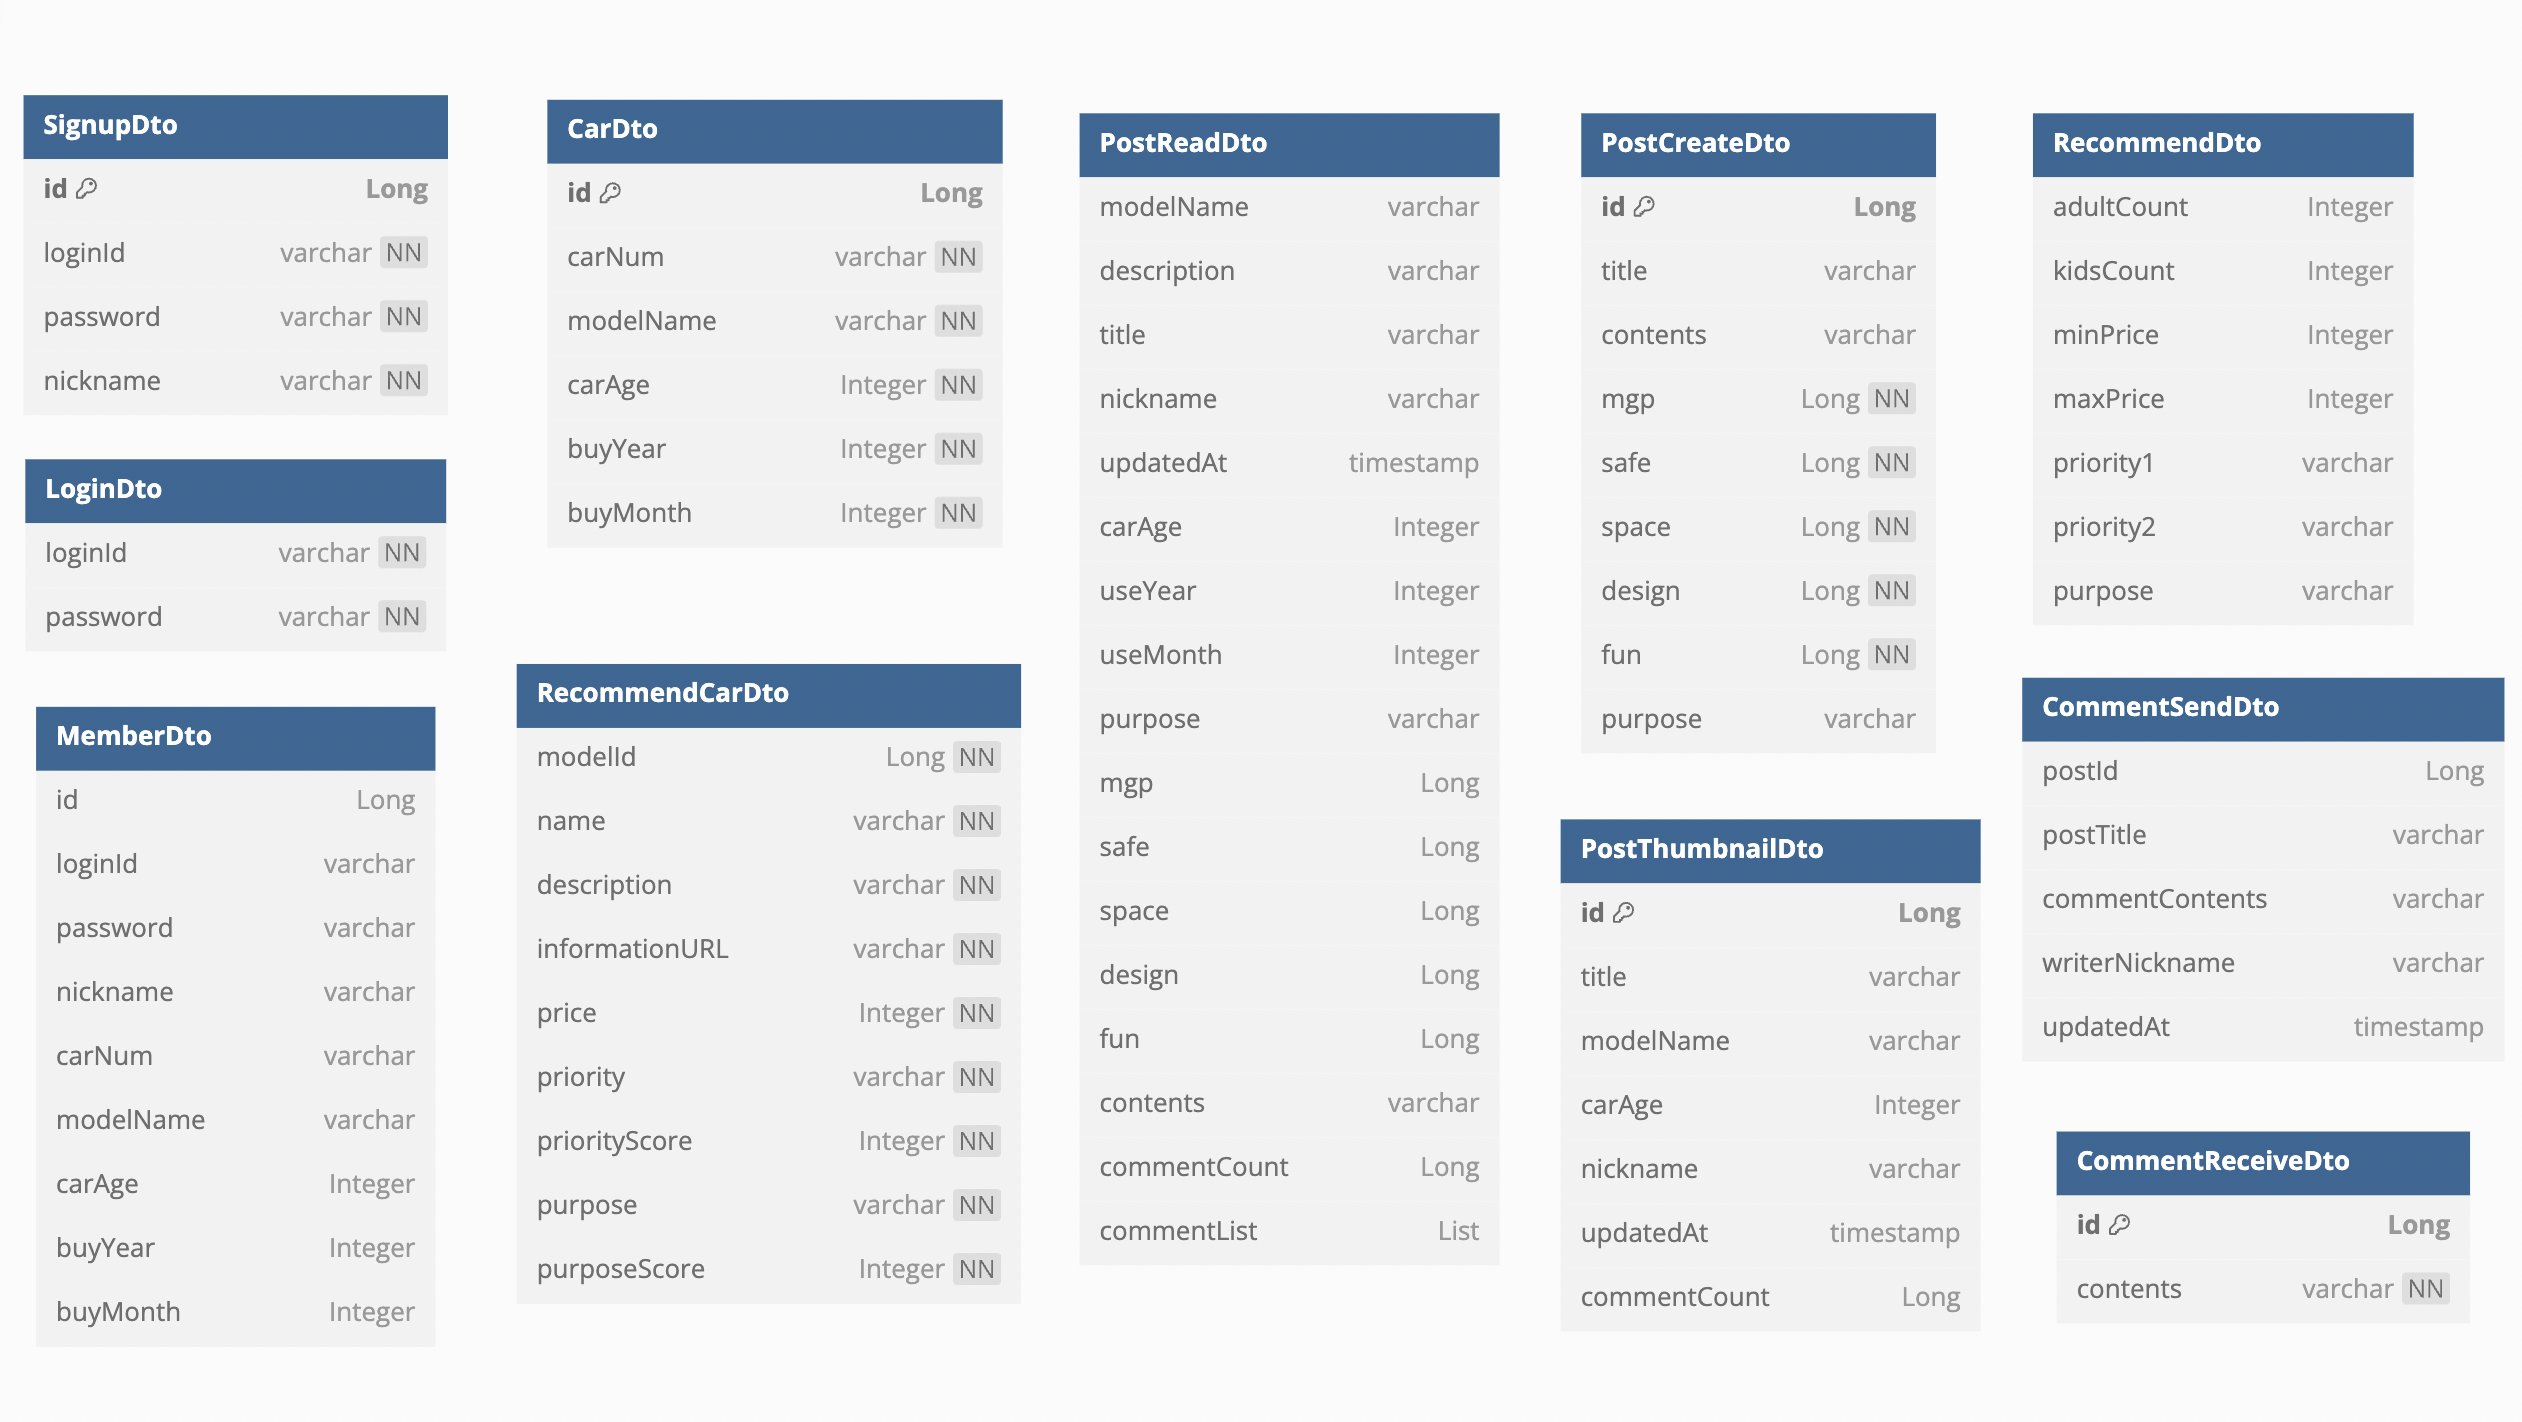 SignupDto
id Long
loginId varchar NN
password varchar NN
nickname varchar NN
LoginDto
loginId varchar NN
password varchar NN
MemberDto
id Long
loginId varchar
password varchar
nickname varchar
carNum varchar
modelName varchar
carAge Integer
buyYear Integer
buyMonth Integer
CarDto
id Long
carNum varchar NN
modelName varchar NN
carAge Integer NN
buyYear Integer NN
buyMonth Integer NN
RecommendCarDto
modelId Long NN
name varchar NN
description varchar NN
informationURL varchar NN
price Integer NN
priority varchar NN
priorityScore Integer NN
purpose varchar NN
purposeScore Integer NN
PostReadDto
modelName varchar
description varchar
title varchar
nickname varchar
updatedAt timestamp
carAge Integer
useYear Integer
useMonth Integer
purpose varchar
mgp Long
safe Long
space Long
design Long
fun Long
contents varchar
commentCount Long
commentList List
PostCreateDto
id Long
title varchar
contents varchar
mgp Long NN
safe Long NN
space Long NN
design Long NN
fun Long NN
purpose varchar
PostThumbnailDto
id Long
title varchar
modelName varchar
carAge Integer
nickname varchar
updatedAt timestamp
commentCount Long
RecommendDto
adultCount Integer
kidsCount Integer
minPrice Integer
maxPrice Integer
priority1 varchar
priority2 varchar
purpose varchar
CommentSendDto
postId Long
postTitle varchar
commentContents varchar
writerNickname varchar
updatedAt timestamp
CommentReceiveDto
id Long
contents varchar NN